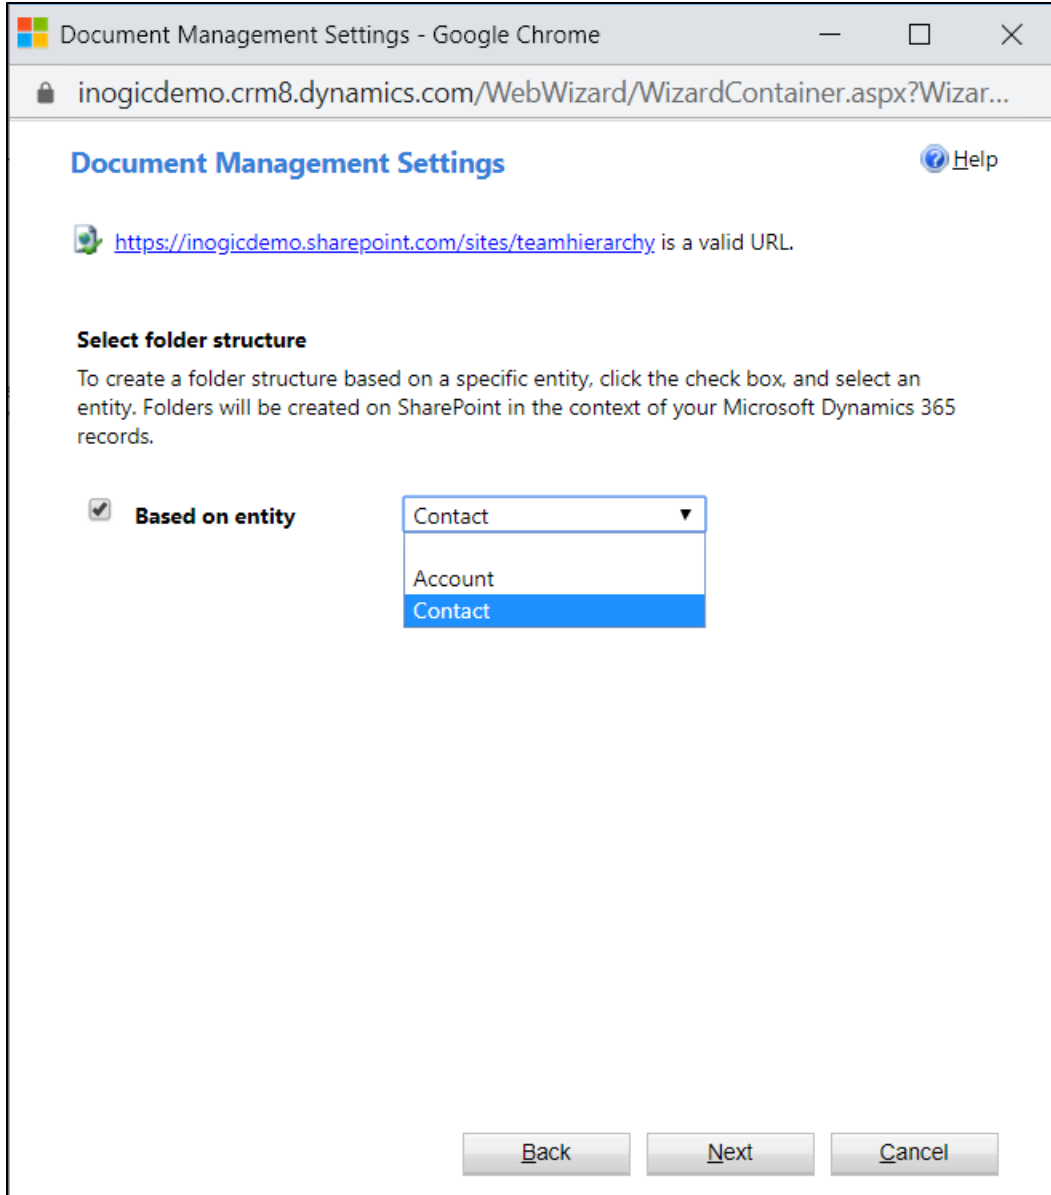 Document Management Settings - Google Chrome
inogicdemo.crm8.dynamics.com/WebWizard/WizardContainer.aspx?Wizar...
Document Management Settings
Help
https://inogicdemo.sharepoint.com/sites/teamhierarchy is a valid URL.
Select folder structure
To create a folder structure based on a specific entity, click the check box, and select an
entity. Folders will be created on SharePoint in the context of your Microsoft Dynamics 365
records.
Based on entity
Contact
Account
Contact
Back
Next
Cancel